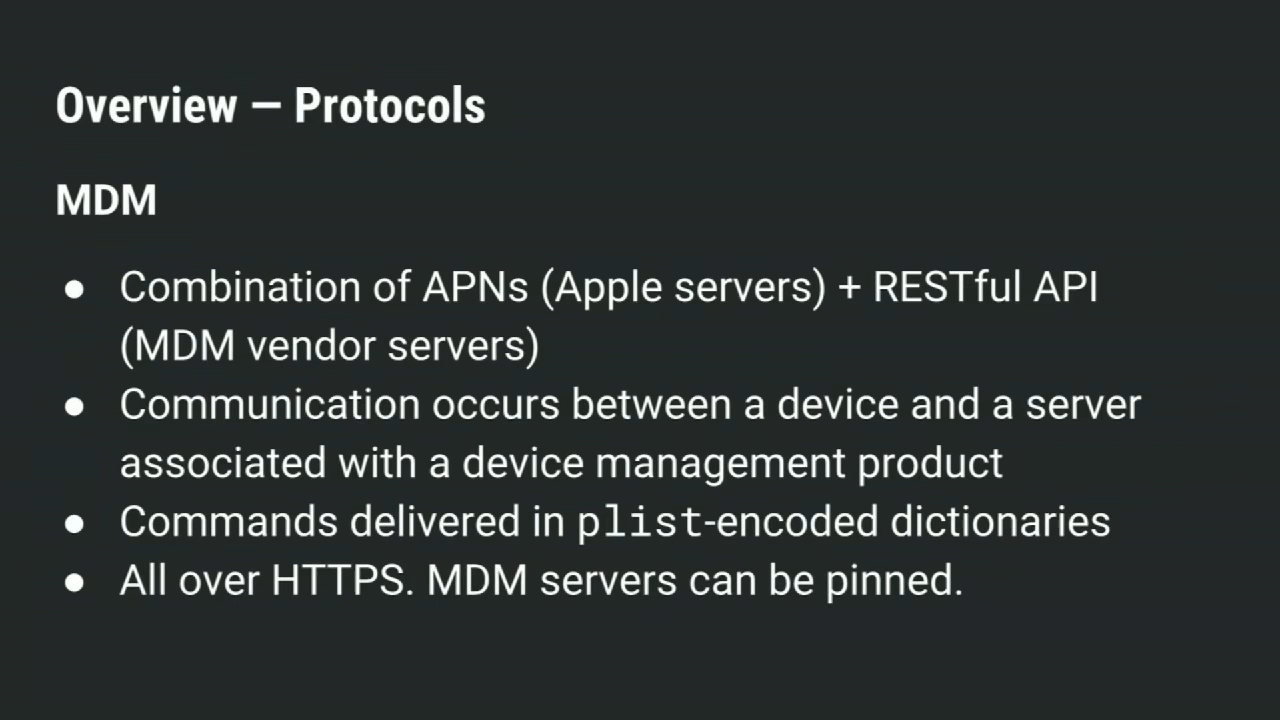 Overview — Protocols
MDM
● Combination of APNs (Apple servers) + RESTful API
(MDM vendor servers)
● Communication occurs between a device and a server
associated with a device management product
● Commands delivered in plist-encoded dictionaries
● All over HTTPS. MDM servers can be pinned.